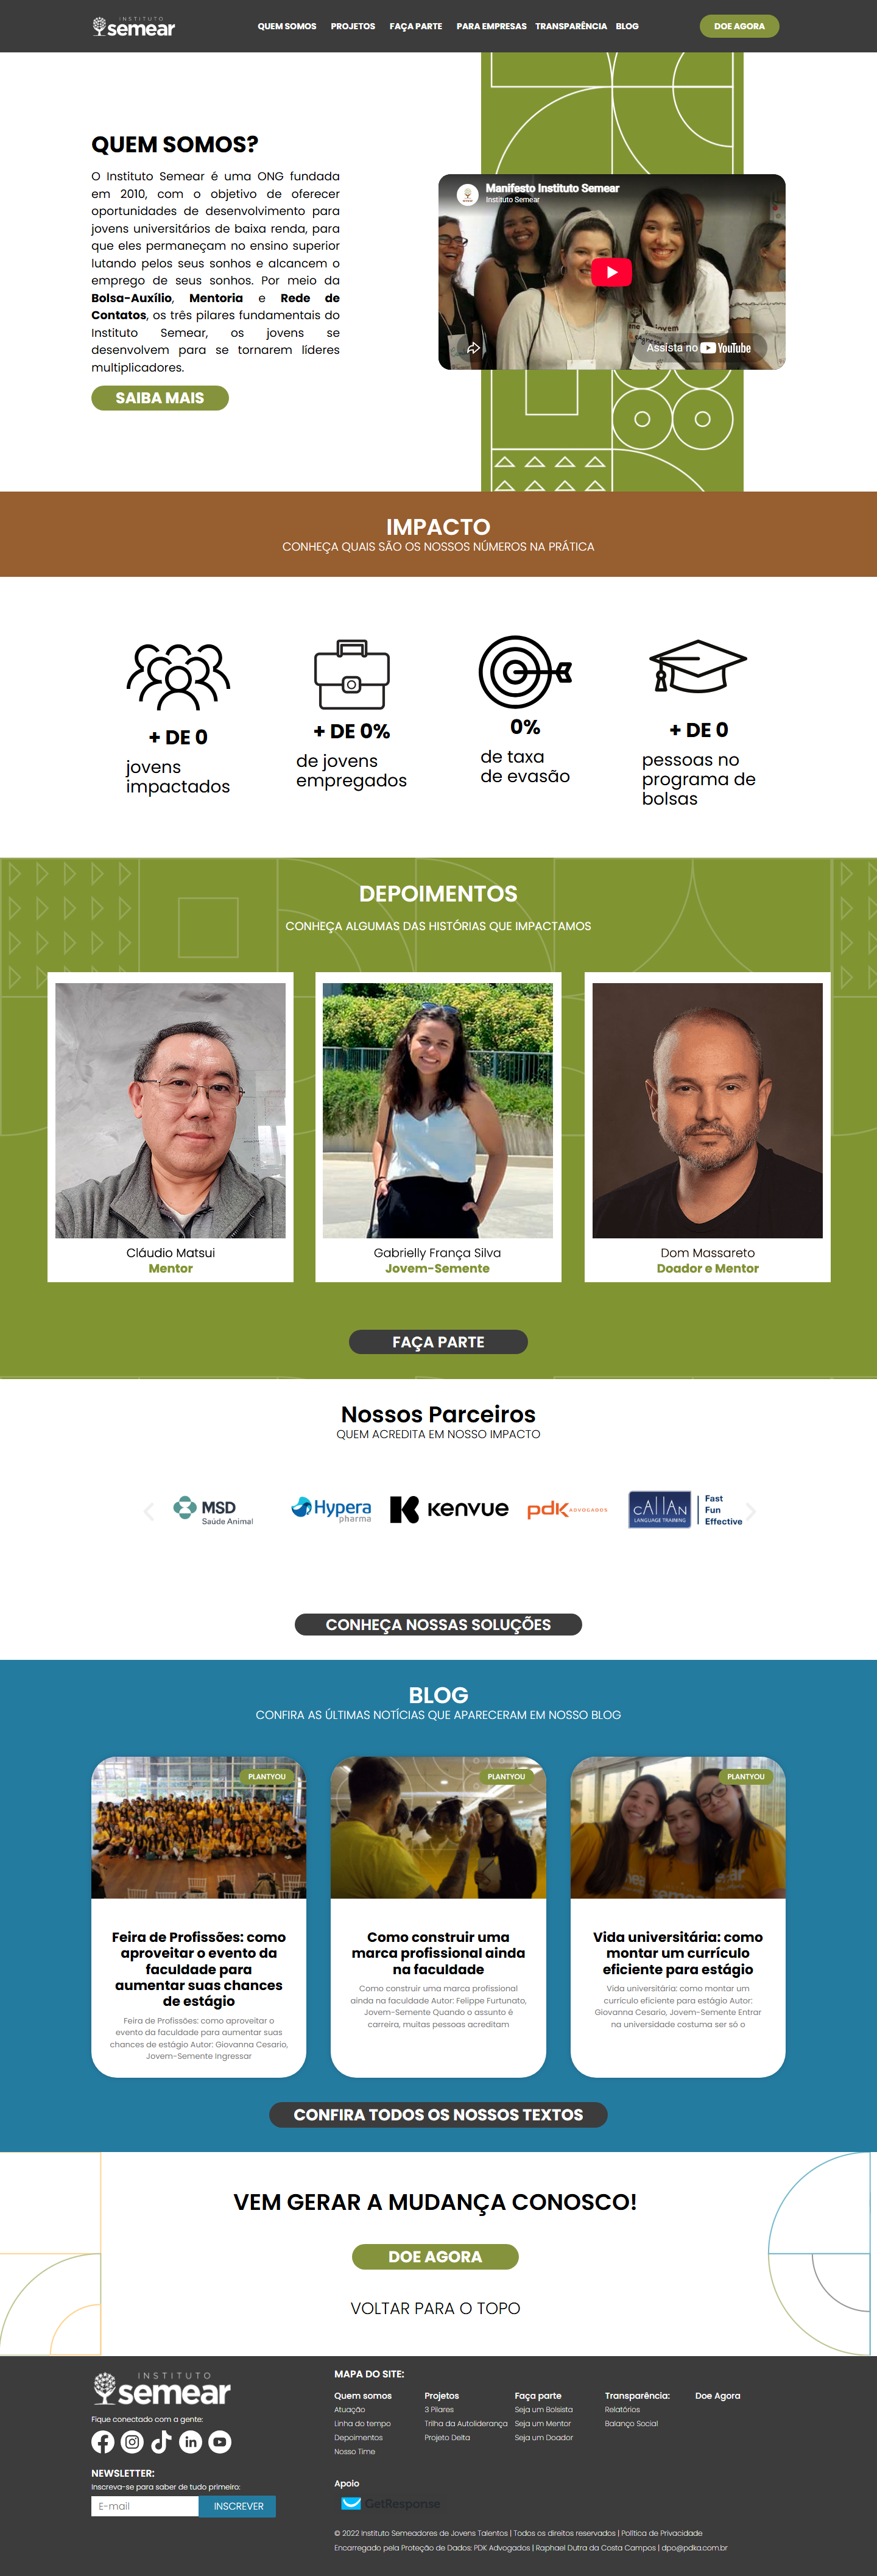 INSTITUTO
semear
QUEM SOMOS PROJETOS FAÇA PARTE PARA EMPRESAS TRANSPARÊNCIA BLOG
DOE AGORA
QUEM SOMOS?
O Instituto Semear é uma ONG fundada
em 2010, com o objetivo de oferecer
oportunidades de desenvolvimento para
jovens universitários de baixa renda, para
que eles permaneçam no ensino superior
lutando pelos seus sonhos e alcancem o
emprego de seus sonhos. Por meio da
Bolsa-Auxílio, Mentoria e Rede de
Contatos, os três pilares fundamentais do
Instituto Semear, os jovens se
desenvolvem para se tornarem líderes
multiplicadores.
SAIBA MAIS
Manifesto Instituto Semear
Instituto Semear
Assista no YouTube
IMPACTO
CONHEÇA QUAIS SÃO OS NOSSOS NÚMEROS NA PRÁTICA
+ DE 0
jovens
impactados
+ DE 0%
de jovens
empregados
0%
de taxa
de evasão
+ DE 0
pessoas no
programa de
bolsas
DEPOIMENTOS
CONHEÇA ALGUMAS DAS HISTÓRIAS QUE IMPACTAMOS
Cláudio Matsui
Mentor
Gabrielly França Silva
Jovem-Semente
Dom Massareto
Doador e Mentor
FAÇA PARTE
Nossos Parceiros
QUEM ACREDITA EM NOSSO IMPACTO
MSD
Saúde Animal
Hypera
pharma
kenvue
pdk ADVOGADOS
CALLAN
LANGUAGE TRAINING
Fast
Fun
Effective
CONHEÇA NOSSAS SOLUÇÕES
BLOG
CONFIRA AS ÚLTIMAS NOTÍCIAS QUE APARECERAM EM NOSSO BLOG
PLANTYOU
Feira de Profissões: como
aproveitar o evento da
faculdade para
aumentar suas chances
de estágio
Feira de Profissões: como aproveitar o
evento da faculdade para aumentar suas
chances de estágio Autor: Giovanna Cesario,
Jovem-Semente Ingressar
PLANTYOU
Como construir uma
marca profissional ainda
na faculdade
Como construir uma marca profissional
ainda na faculdade Autor: Felippe Furtunato,
Jovem-Semente Quando o assunto é
carreira, muitas pessoas acreditam
PLANTYOU
Vida universitária: como
montar um currículo
eficiente para estágio
Vida universitária: como montar um
currículo eficiente para estágio Autor:
Giovanna Cesario, Jovem-Semente Entrar
na universidade costuma ser só o
CONFIRA TODOS OS NOSSOS TEXTOS
VEM GERAR A MUDANÇA CONOSCO!
DOE AGORA
VOLTAR PARA O TOPO
INSTITUTO
semear
Fique conectado com a gente:
NEWSLETTER:
Inscreva-se para saber de tudo primeiro:
E-mail
INSCREVER
MAPA DO SITE:
Quem somos
Atuação
Linha do tempo
Depoimentos
Nosso Time
Projetos
3 Pilares
Trilha da Autoliderança
Projeto Delta
Faça parte
Seja um Bolsista
Seja um Mentor
Seja um Doador
Transparência:
Relatórios
Balanço Social
Doe Agora
Apoio
GetResponse
© 2022 Instituto Semeadores de Jovens Talentos | Todos os direitos reservados | Política de Privacidade
Encarregado pela Proteção de Dados: PDK Advogados | Raphael Dutra da Costa Campos | dpo@pdka.com.br